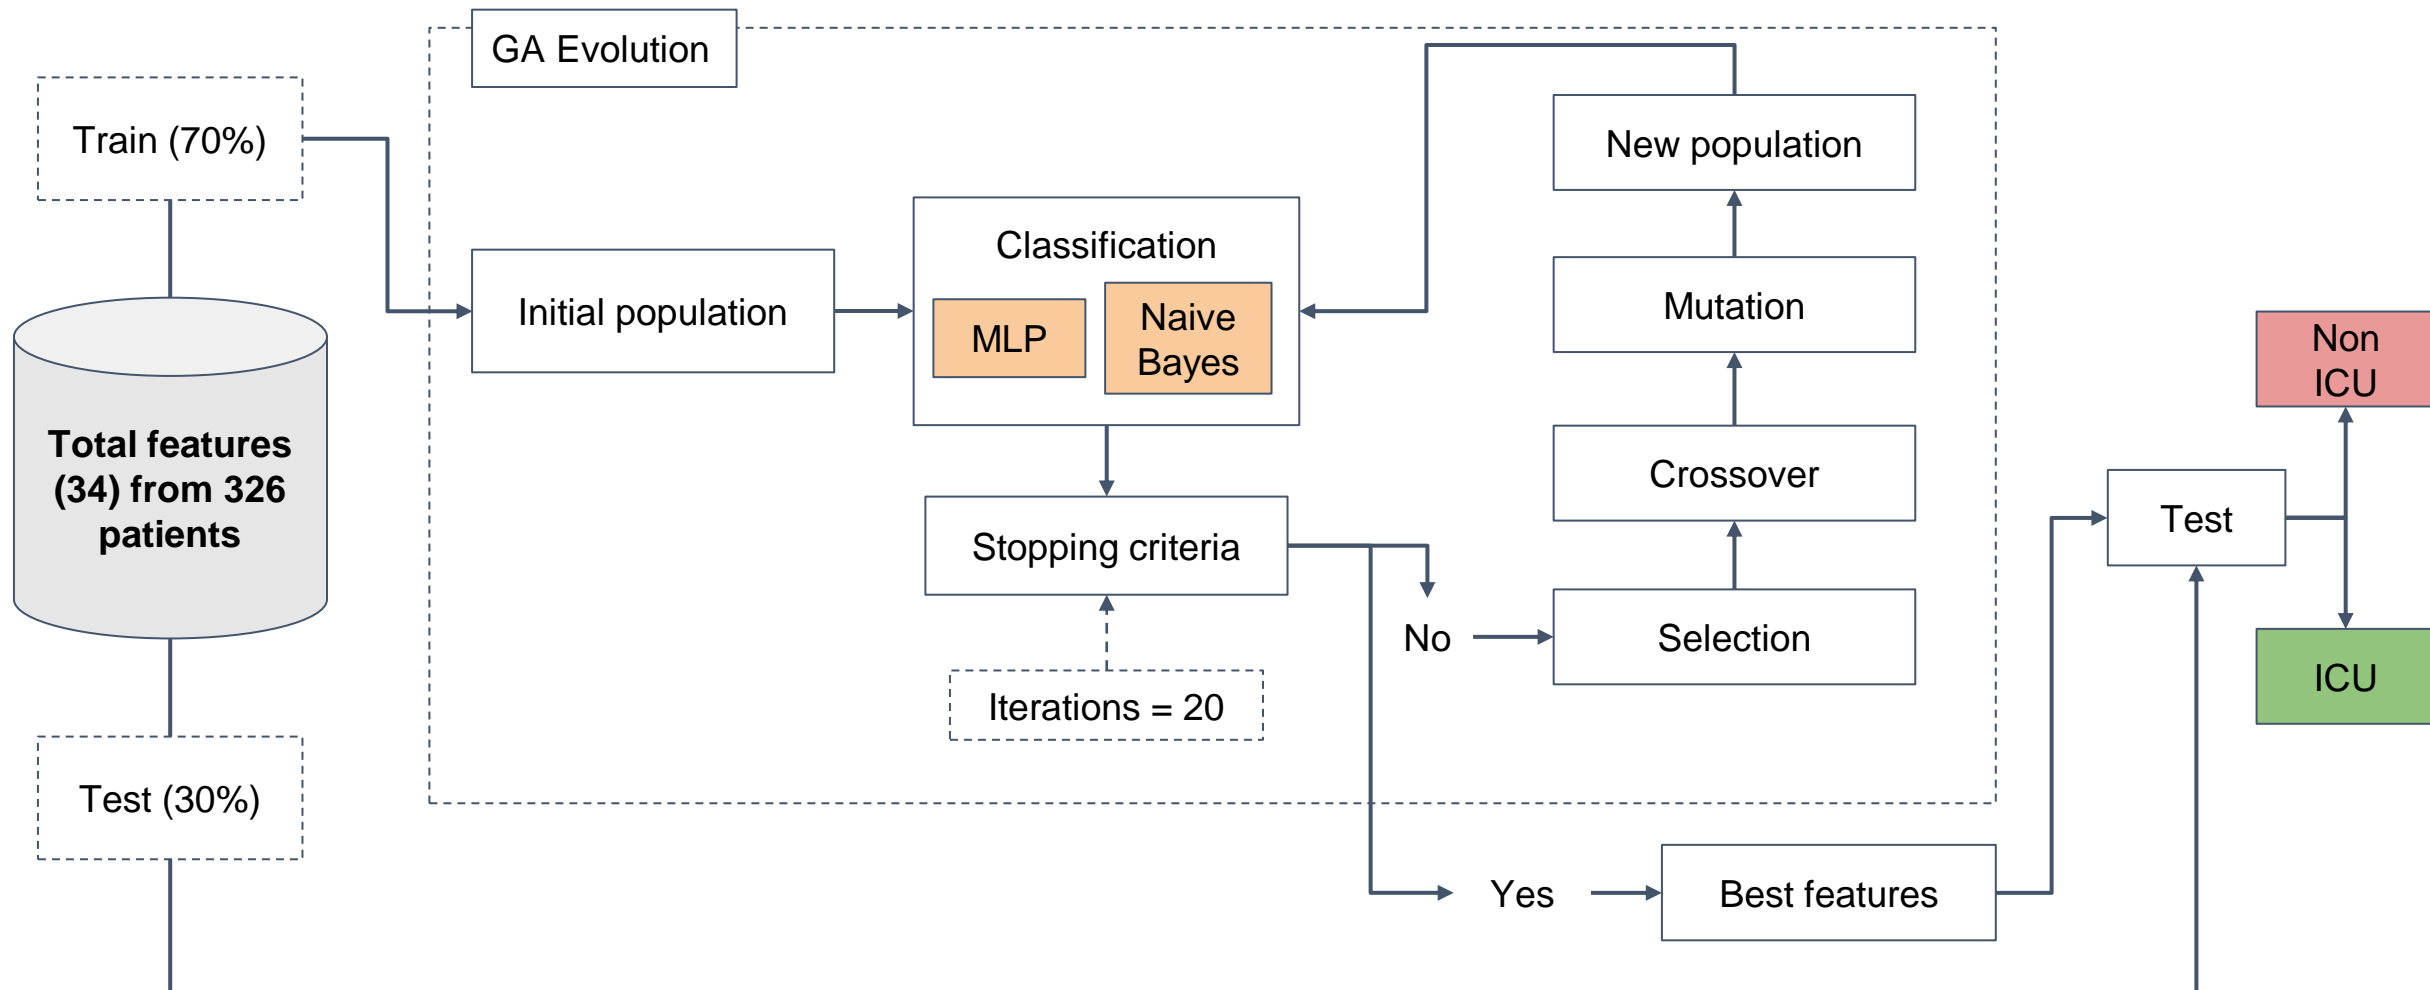 GA Evolution
Train (70%)
New population
Classification
Initial population
MLP
Naive
Bayes
Mutation
Non
ICU
Total features
(34) from 326
patients
Crossover
Test
Stopping criteria
No
Selection
ICU
Iterations = 20
Test (30%)
Yes
Best features